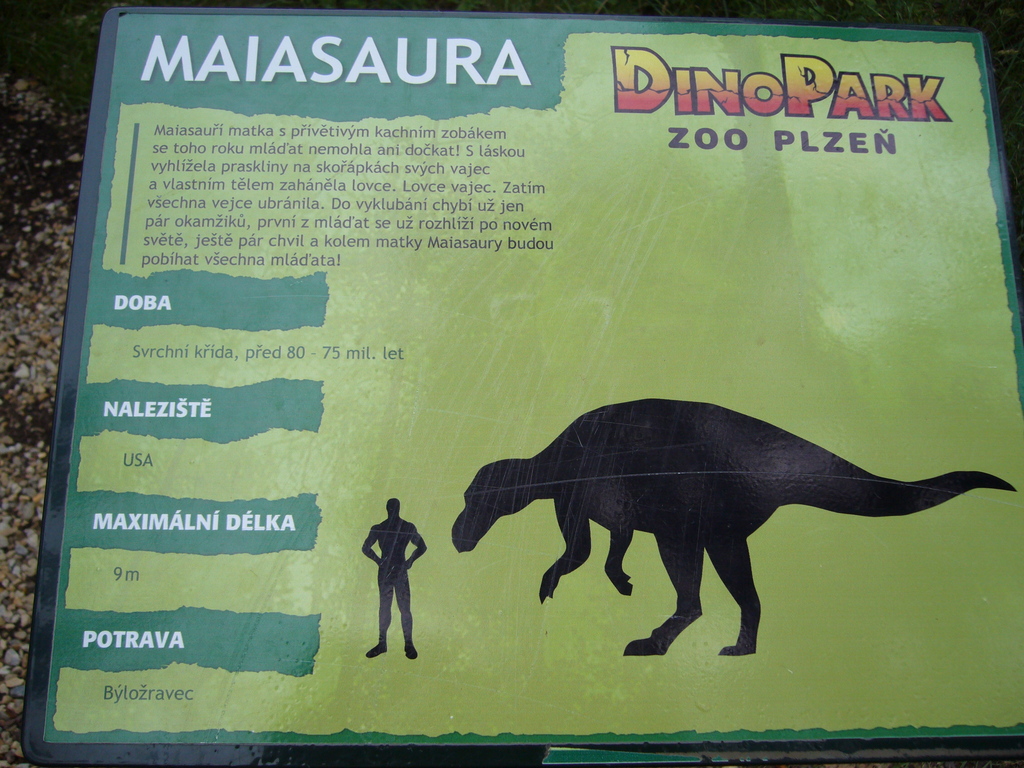 MAIASAURA
DINOPARK
ZOO PLZEŇ
Maiasauří matka s přívětivým kachním zobákem
se toho roku mláďat nemohla ani dočkat! S láskou
vyhlížela praskliny na skořápkách svých vajec
a vlastním tělem zaháněla lovce. Lovce vajec. Zatím
všechna vejce ubránila. Do vyklubání chybí už jen
pár okamžiků, první z mláďat se už rozhlíží po novém
světě, ještě pár chvil a kolem matky Maiasaury budou
pobíhat všechna mláďata!
DOBA
Svrchní křída, před 80 - 75 mil. let
NALEZIŠTĚ
USA
MAXIMÁLNÍ DÉLKA
9 m
POTRAVA
Býložravec